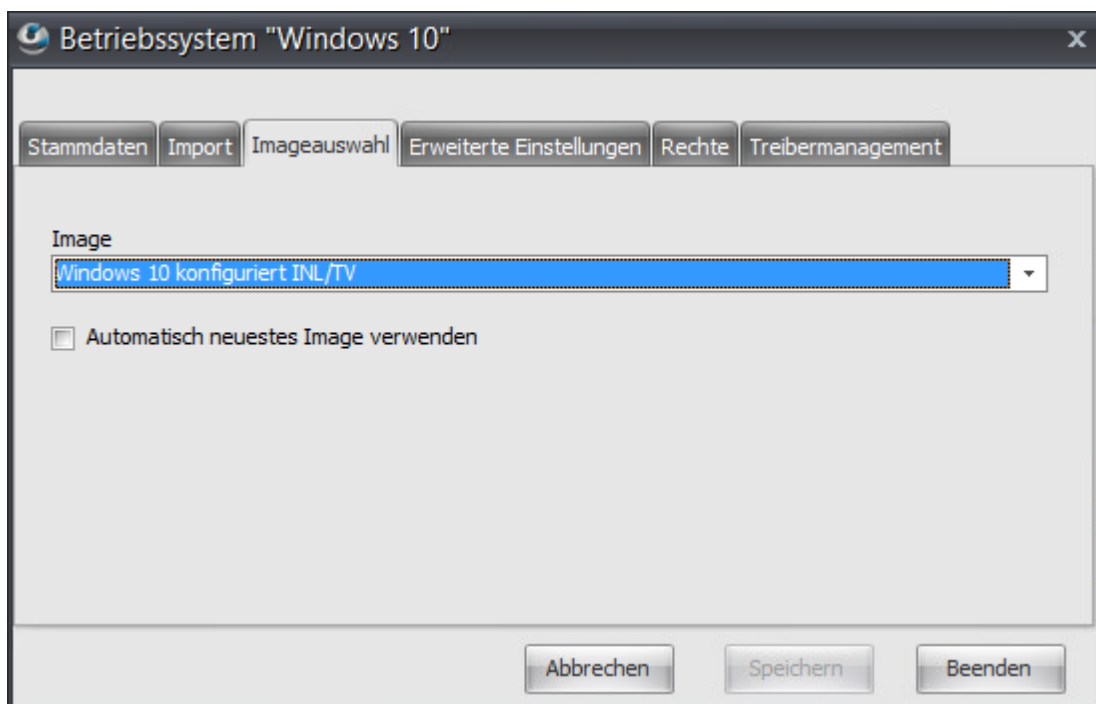 Betriebssystem "Windows 10"
x
Stammdaten Import Imageauswahl Erweiterte Einstellungen Rechte Treibermanagement
Image
Windows 10 konfiguriert INL/TV
Automatisch neuestes Image verwenden
Abbrechen Speichern Beenden